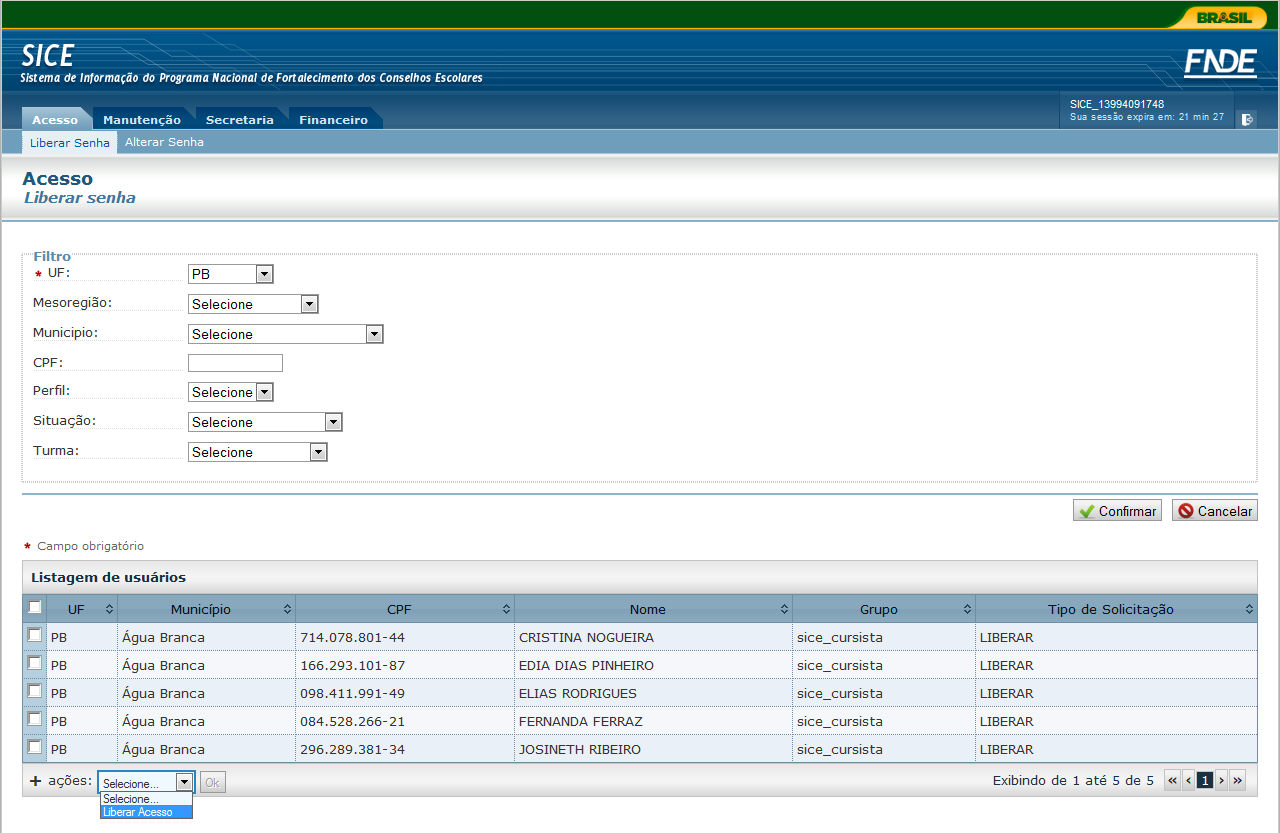 BRASIL
SICE
Sistema de Informação do Programa Nacional de Fortalecimento dos Conselhos Escolares
FNDE
SICE_13994091748
Sua sessão expira em: 21 min 27
Acesso Manutenção Secretaria Financeiro
Liberar Senha Alterar Senha
Acesso
Liberar senha
Filtro
* UF: PB
Mesoregião: Selecione
Municipio: Selecione
CPF:
Perfil: Selecione
Situação: Selecione
Turma: Selecione
Confirmar Cancelar
* Campo obrigatório
Listagem de usuários
UF Município CPF Nome Grupo Tipo de Solicitação
PB Água Branca 714.078.801-44 CRISTINA NOGUEIRA sice_cursista LIBERAR
PB Água Branca 166.293.101-87 EDIA DIAS PINHEIRO sice_cursista LIBERAR
PB Água Branca 098.411.991-49 ELIAS RODRIGUES sice_cursista LIBERAR
PB Água Branca 084.528.266-21 FERNANDA FERRAZ sice_cursista LIBERAR
PB Água Branca 296.289.381-34 JOSINETH RIBEIRO sice_cursista LIBERAR
+ ações: Selecione... Ok Exibindo de 1 até 5 de 5 « ‹ 1 › »
Selecione...
Liberar Acesso